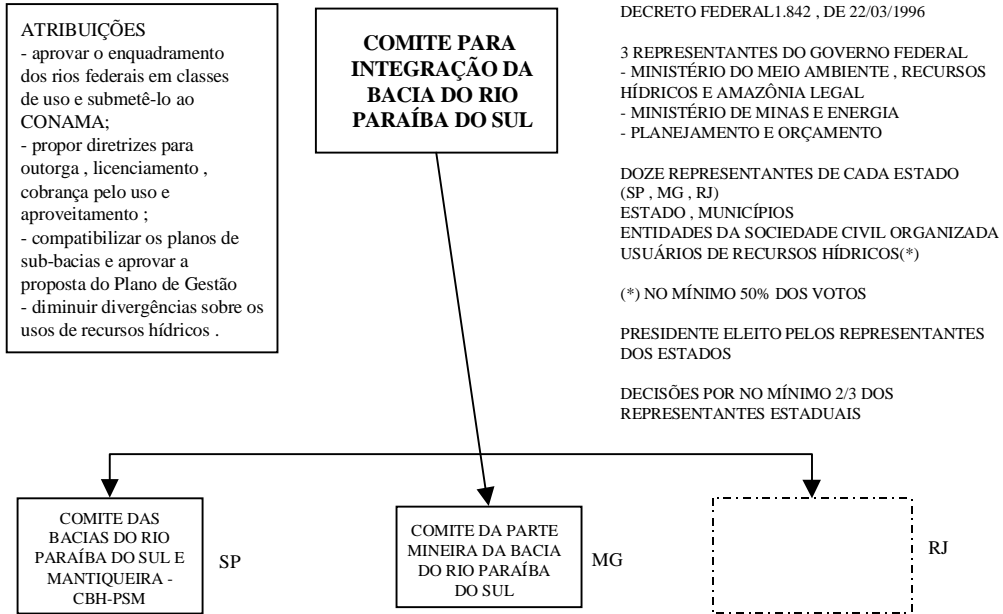 ATRIBUIÇÕES
- aprovar o enquadramento
dos rios federais em classes
de uso e submetê-lo ao
CONAMA;
- propor diretrizes para
outorga , licenciamento ,
cobrança pelo uso e
aproveitamento ;
- compatibilizar os planos de
sub-bacias e aprovar a
proposta do Plano de Gestão
- diminuir divergências sobre os
usos de recursos hídricos .
COMITE PARA
INTEGRAÇÃO DA
BACIA DO RIO
PARAÍBA DO SUL
DECRETO FEDERAL1.842 , DE 22/03/1996
3 REPRESENTANTES DO GOVERNO FEDERAL
- MINISTÉRIO DO MEIO AMBIENTE , RECURSOS
HÍDRICOS E AMAZÔNIA LEGAL
- MINISTÉRIO DE MINAS E ENERGIA
- PLANEJAMENTO E ORÇAMENTO
DOZE REPRESENTANTES DE CADA ESTADO
(SP , MG , RJ)
ESTADO , MUNICÍPIOS
ENTIDADES DA SOCIEDADE CIVIL ORGANIZADA
USUÁRIOS DE RECURSOS HÍDRICOS(*)
(*) NO MÍNIMO 50% DOS VOTOS
PRESIDENTE ELEITO PELOS REPRESENTANTES
DOS ESTADOS
DECISÕES POR NO MÍNIMO 2/3 DOS
REPRESENTANTES ESTADUAIS
COMITE DAS
BACIAS DO RIO
PARAÍBA DO SUL E
MANTIQUEIRA -
CBH-PSM
SP
COMITE DA PARTE
MINEIRA DA BACIA
DO RIO PARAÍBA
DO SUL
MG
RJ